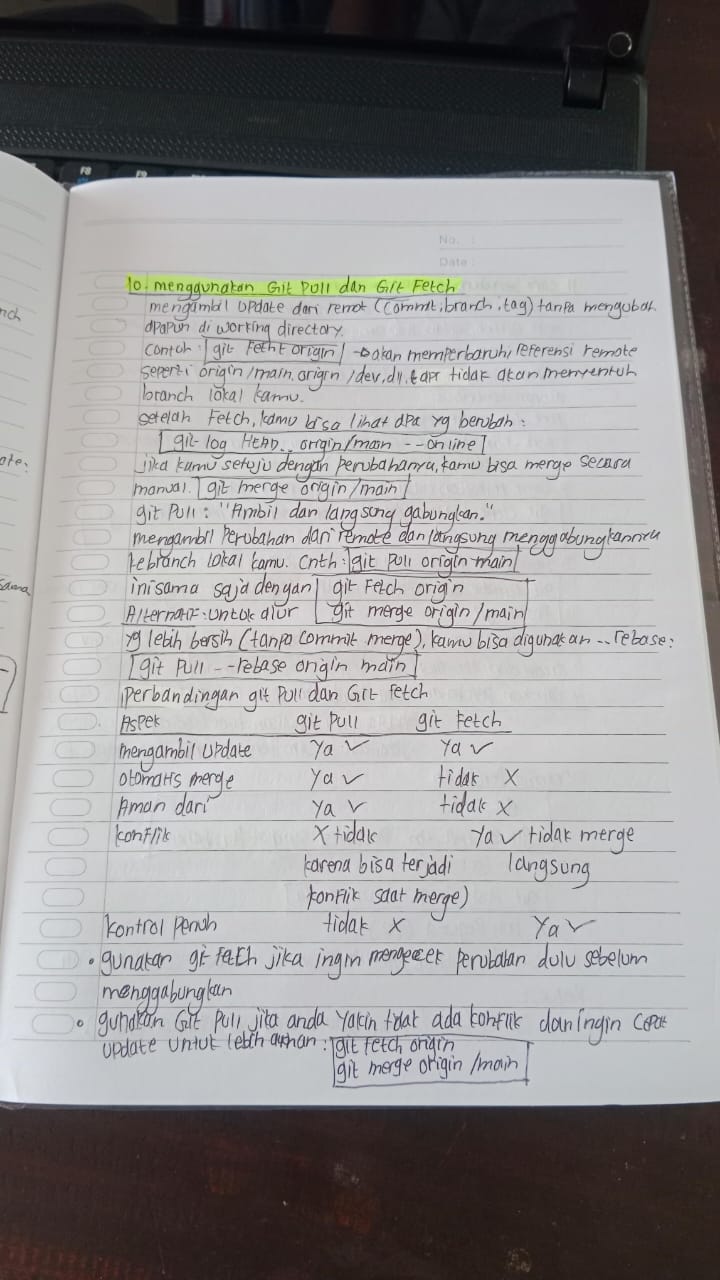 No. :
Date :
10. menggunakan Git Pull dan Git Fetch
mengambil update dari remot (commit, branch, tag) tanpa mengubah
apapun di working directory.
Contoh : git Fetht origin → akan memperbaruhi, referensi remote
seperti origin/main, origin/dev, dll, tapi tidak akan menyentuh
branch lokal kamu.
setelah Fetch, kamu bisa lihat apa yg berubah :
git log HEAD.. origin/main --online
jika kamu setuju dengan perubahannya, kamu bisa merge secara
manual. git merge origin/main
git Pull : "Ambil dan langsung gabungkan."
mengambil perubahan dari remote dan langsung menggabungkannya
ke branch lokal kamu. Cnth : git pull origin main
ini sama saja dengan git Fetch origin
Alternatif : Untuk alur git merge origin/main
yg lebih bersih (tanpa commit merge), kamu bisa digunakan --rebase :
git Pull --rebase origin main
perbandingan git Pull dan Git fetch
Aspek git pull git Fetch
mengambil update Ya ✓ Ya ✓
otomatis merge Ya ✓ tidak X
Aman dari Ya ✓ tidak X
konflik X tidak Ya ✓ tidak merge
karena bisa terjadi langsung
konflik saat merge)
kontrol penuh tidak X Ya ✓
• gunakan git fetch jika ingin mengecek perubahan dulu sebelum
menggabungkan
• gunakan Git Pull jika anda yakin tidak ada konflik dan ingin cepat
update untuk lebih aman : git fetch origin
git merge origin/main
F8
F9